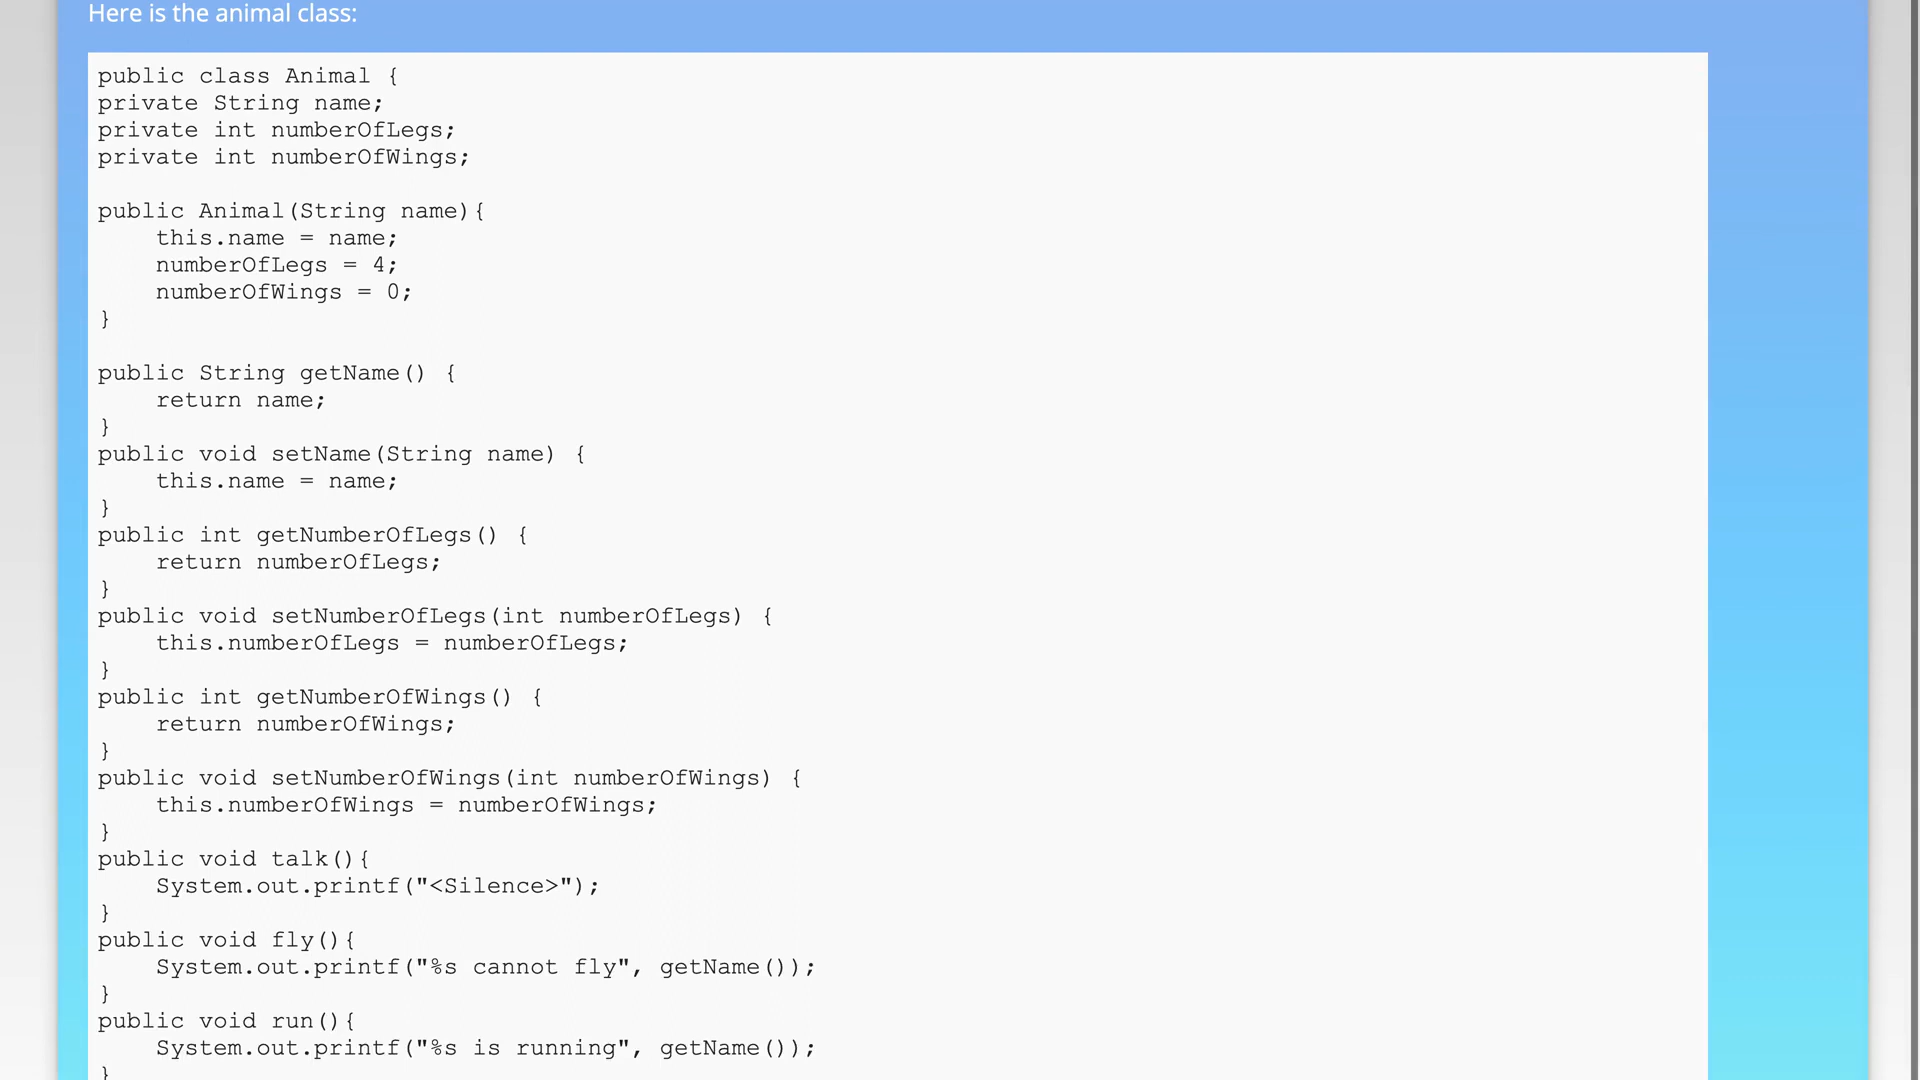 Here is the animal class:
public class Animal {
private String name;
private int numberOfLegs;
private int numberOfWings;
public Animal(String name){
    this.name = name;
    numberOfLegs = 4;
    numberOfWings = 0;
}
public String getName() {
    return name;
}
public void setName(String name) {
    this.name = name;
}
public int getNumberOfLegs() {
    return numberOfLegs;
}
public void setNumberOfLegs(int numberOfLegs) {
    this.numberOfLegs = numberOfLegs;
}
public int getNumberOfWings() {
    return numberOfWings;
}
public void setNumberOfWings(int numberOfWings) {
    this.numberOfWings = numberOfWings;
}
public void talk(){
    System.out.printf("<Silence>");
}
public void fly(){
    System.out.printf("%s cannot fly", getName());
}
public void run(){
    System.out.printf("%s is running", getName());
}